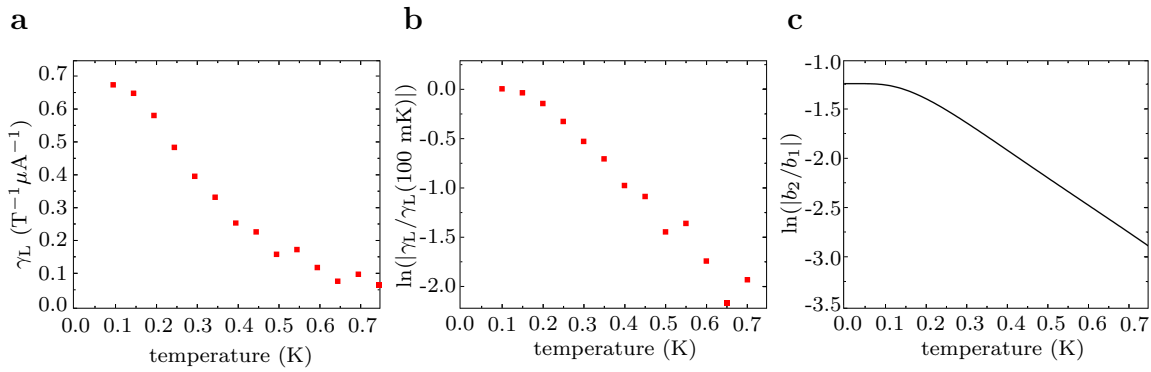 a
γL (T−1μA−1)
0.7
0.6
0.5
0.4
0.3
0.2
0.1
0.0
0.0 0.1 0.2 0.3 0.4 0.5 0.6 0.7
temperature (K)
b
ln(|γL/γL(100 mK)|)
0.0
-0.5
-1.0
-1.5
-2.0
0.0 0.1 0.2 0.3 0.4 0.5 0.6 0.7
temperature (K)
c
ln(|b2/b1|)
-1.0
-1.5
-2.0
-2.5
-3.0
-3.5
0.0 0.1 0.2 0.3 0.4 0.5 0.6 0.7
temperature (K)